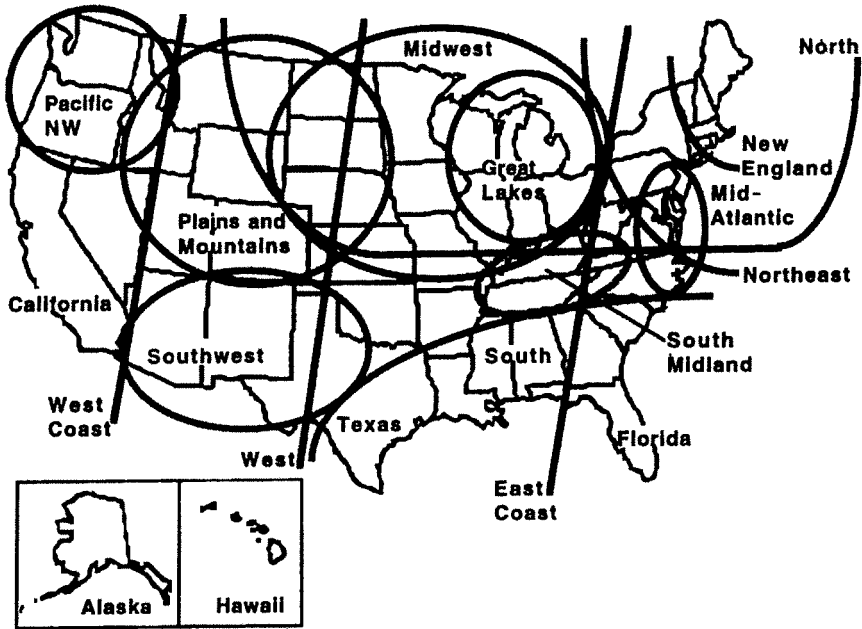 Midwest
North
Pacific
NW
New
England
Great
Lakes
Mid-
Atlantic
Plains and
Mountains
Northeast
California
South
Midland
Southwest
South
West
Coast
Texas
Florida
West
East
Coast
Alaska
Hawaii